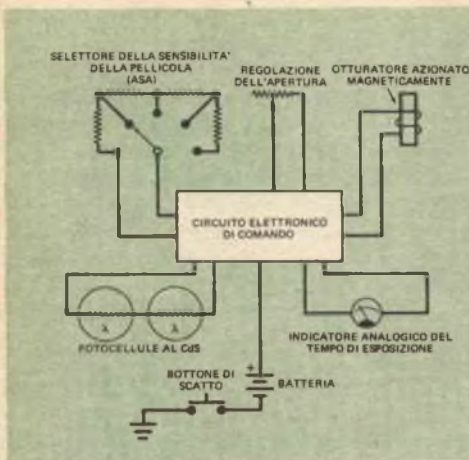 SELETTORE DELLA SENSIBILITA'
DELLA PELLICOLA
(ASA)
REGOLAZIONE
DELL'APERTURA
OTTURATORE AZIONATO
MAGNETICAMENTE
CIRCUITO ELETTRONICO
DI COMANDO
λ
λ
FOTOCELLULE AL CdS
INDICATORE ANALOGICO DEL
TEMPO DI ESPOSIZIONE
BOTTONE DI
SCATTO
+
BATTERIA